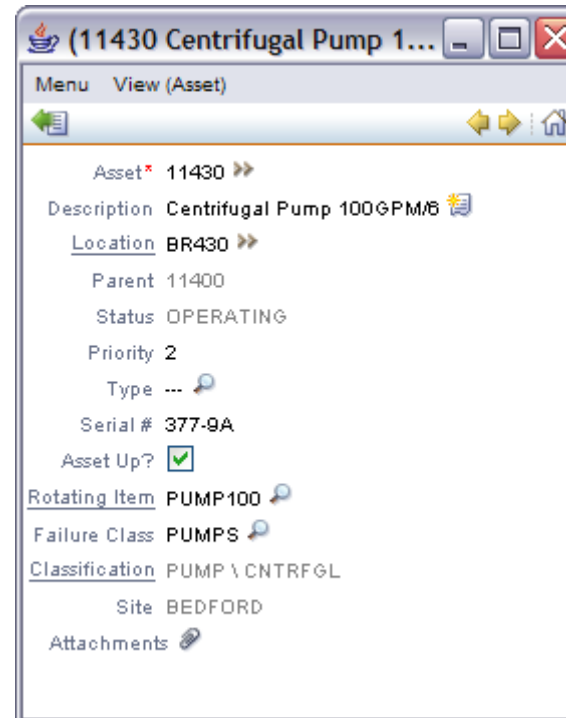 (11430 Centrifugal Pump 1...
Menu View (Asset)
Asset* 11430
Description Centrifugal Pump 100GPM/6
Location BR430
Parent 11400
Status OPERATING
Priority 2
Type ---
Serial # 377-9A
Asset Up?
Rotating Item PUMP100
Failure Class PUMPS
Classification PUMP \ CNTRFGL
Site BEDFORD
Attachments